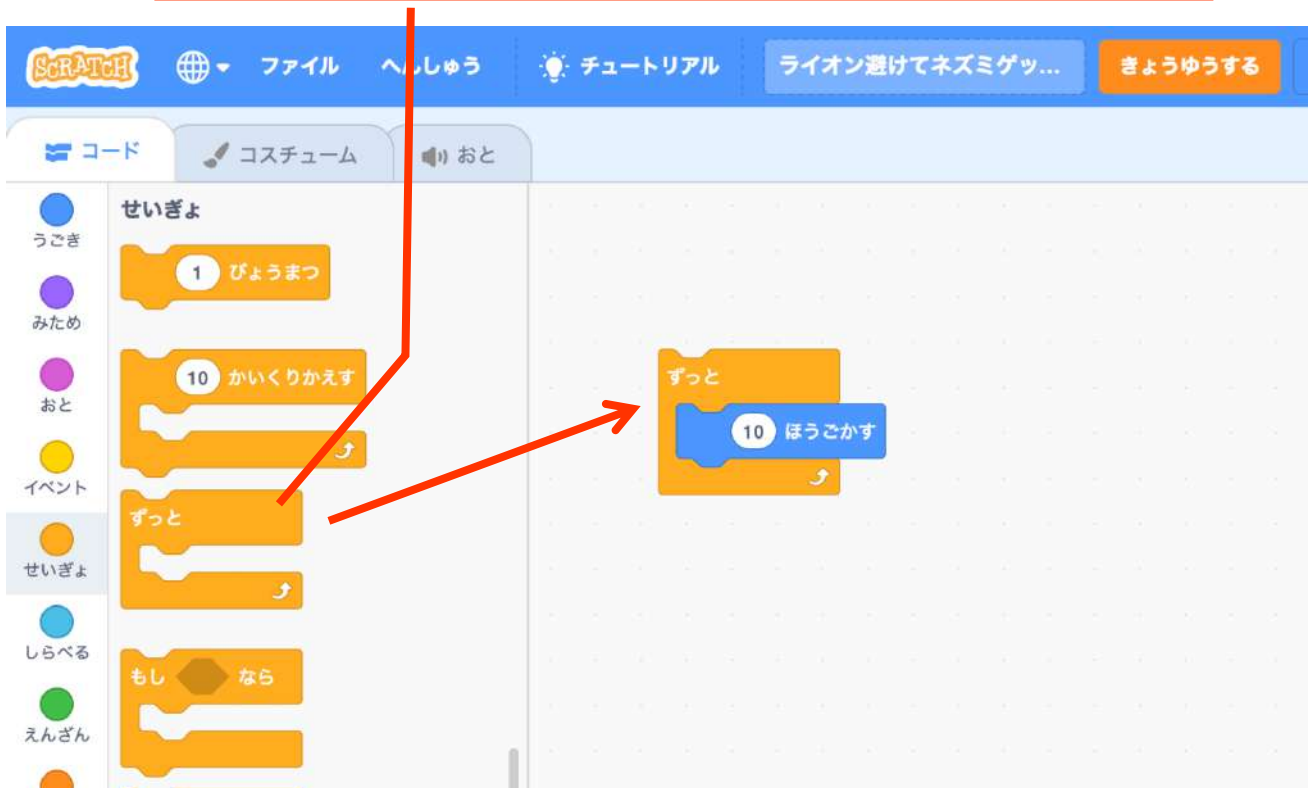 SCRATCH ファイル へんしゅう チュートリアル ライオン避けてネズミゲッ... きょうゆうする
コード コスチューム おと
うごき
みため
おと
イベント
せいぎょ
しらべる
えんざん
せいぎょ
1 びょうまつ
10 かいくりかえす
ずっと
もし なら
ずっと
10 ほうごかす